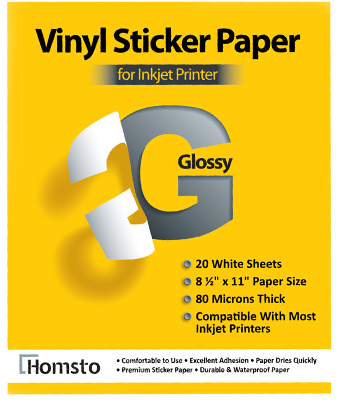 Vinyl Sticker Paper
for Inkjet Printer
G
Glossy
20 White Sheets
8 ½" x 11" Paper Size
80 Microns Thick
Compatible With Most
Inkjet Printers
Homsto
• Comfortable to Use • Excellent Adhesion • Paper Dries Quickly
• Premium Sticker Paper • Durable & Waterproof Paper